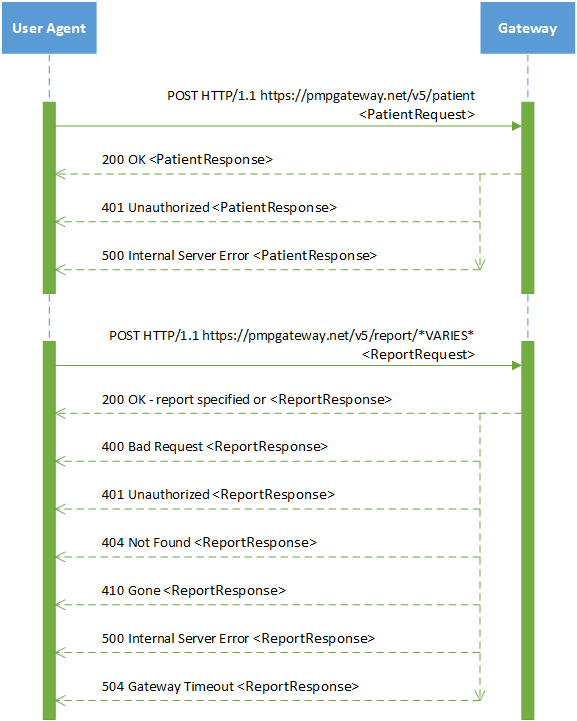 User Agent
Gateway
POST HTTP/1.1 https://pmpgateway.net/v5/patient
<PatientRequest>
200 OK <PatientResponse>
401 Unauthorized <PatientResponse>
500 Internal Server Error <PatientResponse>
POST HTTP/1.1 https://pmpgateway.net/v5/report/*VARIES*
<ReportRequest>
200 OK - report specified or <ReportResponse>
400 Bad Request <ReportResponse>
401 Unauthorized <ReportResponse>
404 Not Found <ReportResponse>
410 Gone <ReportResponse>
500 Internal Server Error <ReportResponse>
504 Gateway Timeout <ReportResponse>